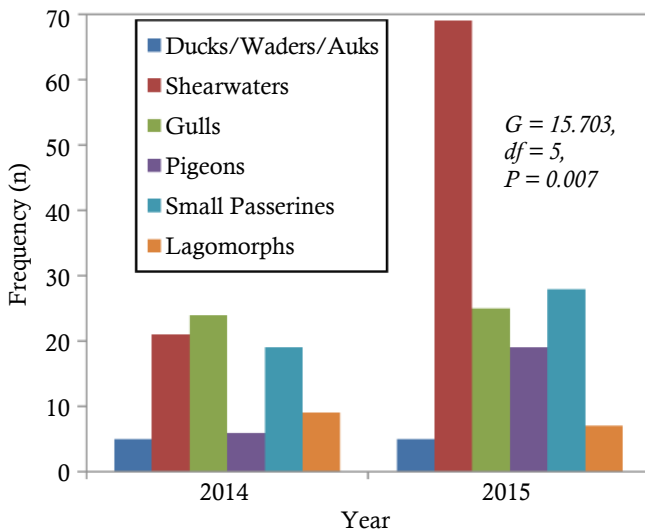 Frequency (n)
70
60
50
40
30
20
10
0
Ducks/Waders/Auks
Shearwaters
Gulls
Pigeons
Small Passerines
Lagomorphs
G = 15.703,
df = 5,
P = 0.007
2014
2015
Year